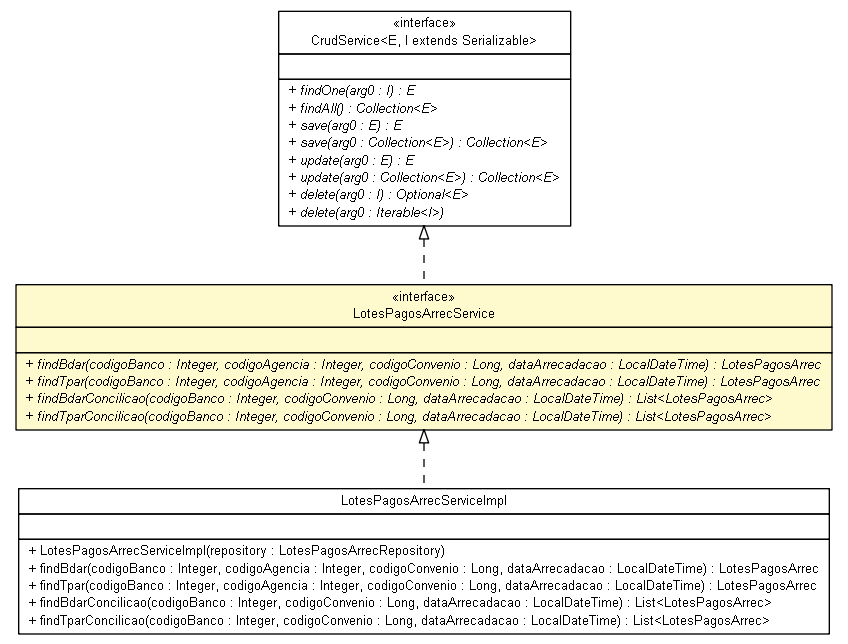 «interface»
CrudService<E, I extends Serializable>
+ findOne(arg0 : I) : E
+ findAll() : Collection<E>
+ save(arg0 : E) : E
+ save(arg0 : Collection<E>) : Collection<E>
+ update(arg0 : E) : E
+ update(arg0 : Collection<E>) : Collection<E>
+ delete(arg0 : I) : Optional<E>
+ delete(arg0 : Iterable<I>)
«interface»
LotesPagosArrecService
+ findBdar(codigoBanco : Integer, codigoAgencia : Integer, codigoConvenio : Long, dataArrecadacao : LocalDateTime) : LotesPagosArrec
+ findTpar(codigoBanco : Integer, codigoAgencia : Integer, codigoConvenio : Long, dataArrecadacao : LocalDateTime) : LotesPagosArrec
+ findBdarConcilicao(codigoBanco : Integer, codigoConvenio : Long, dataArrecadacao : LocalDateTime) : List<LotesPagosArrec>
+ findTparConcilicao(codigoBanco : Integer, codigoConvenio : Long, dataArrecadacao : LocalDateTime) : List<LotesPagosArrec>
LotesPagosArrecServiceImpl
+ LotesPagosArrecServiceImpl(repository : LotesPagosArrecRepository)
+ findBdar(codigoBanco : Integer, codigoAgencia : Integer, codigoConvenio : Long, dataArrecadacao : LocalDateTime) : LotesPagosArrec
+ findTpar(codigoBanco : Integer, codigoAgencia : Integer, codigoConvenio : Long, dataArrecadacao : LocalDateTime) : LotesPagosArrec
+ findBdarConcilicao(codigoBanco : Integer, codigoConvenio : Long, dataArrecadacao : LocalDateTime) : List<LotesPagosArrec>
+ findTparConcilicao(codigoBanco : Integer, codigoConvenio : Long, dataArrecadacao : LocalDateTime) : List<LotesPagosArrec>